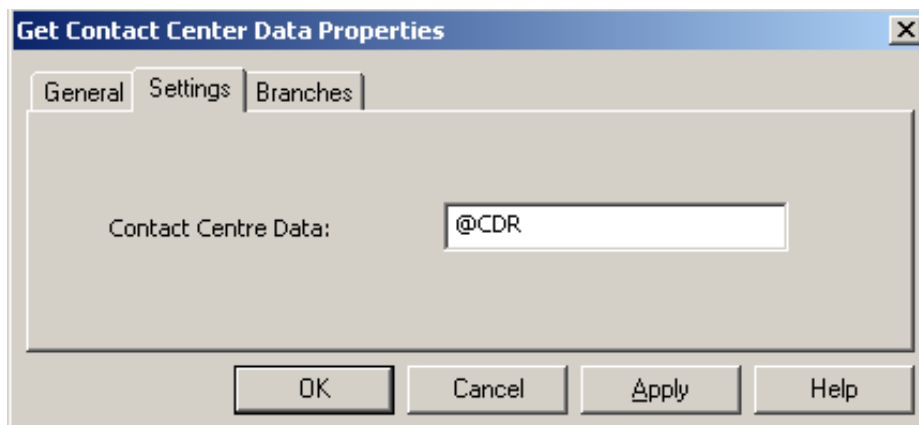 Get Contact Center Data Properties
General Settings Branches
Contact Centre Data: @CDR
OK Cancel Apply Help